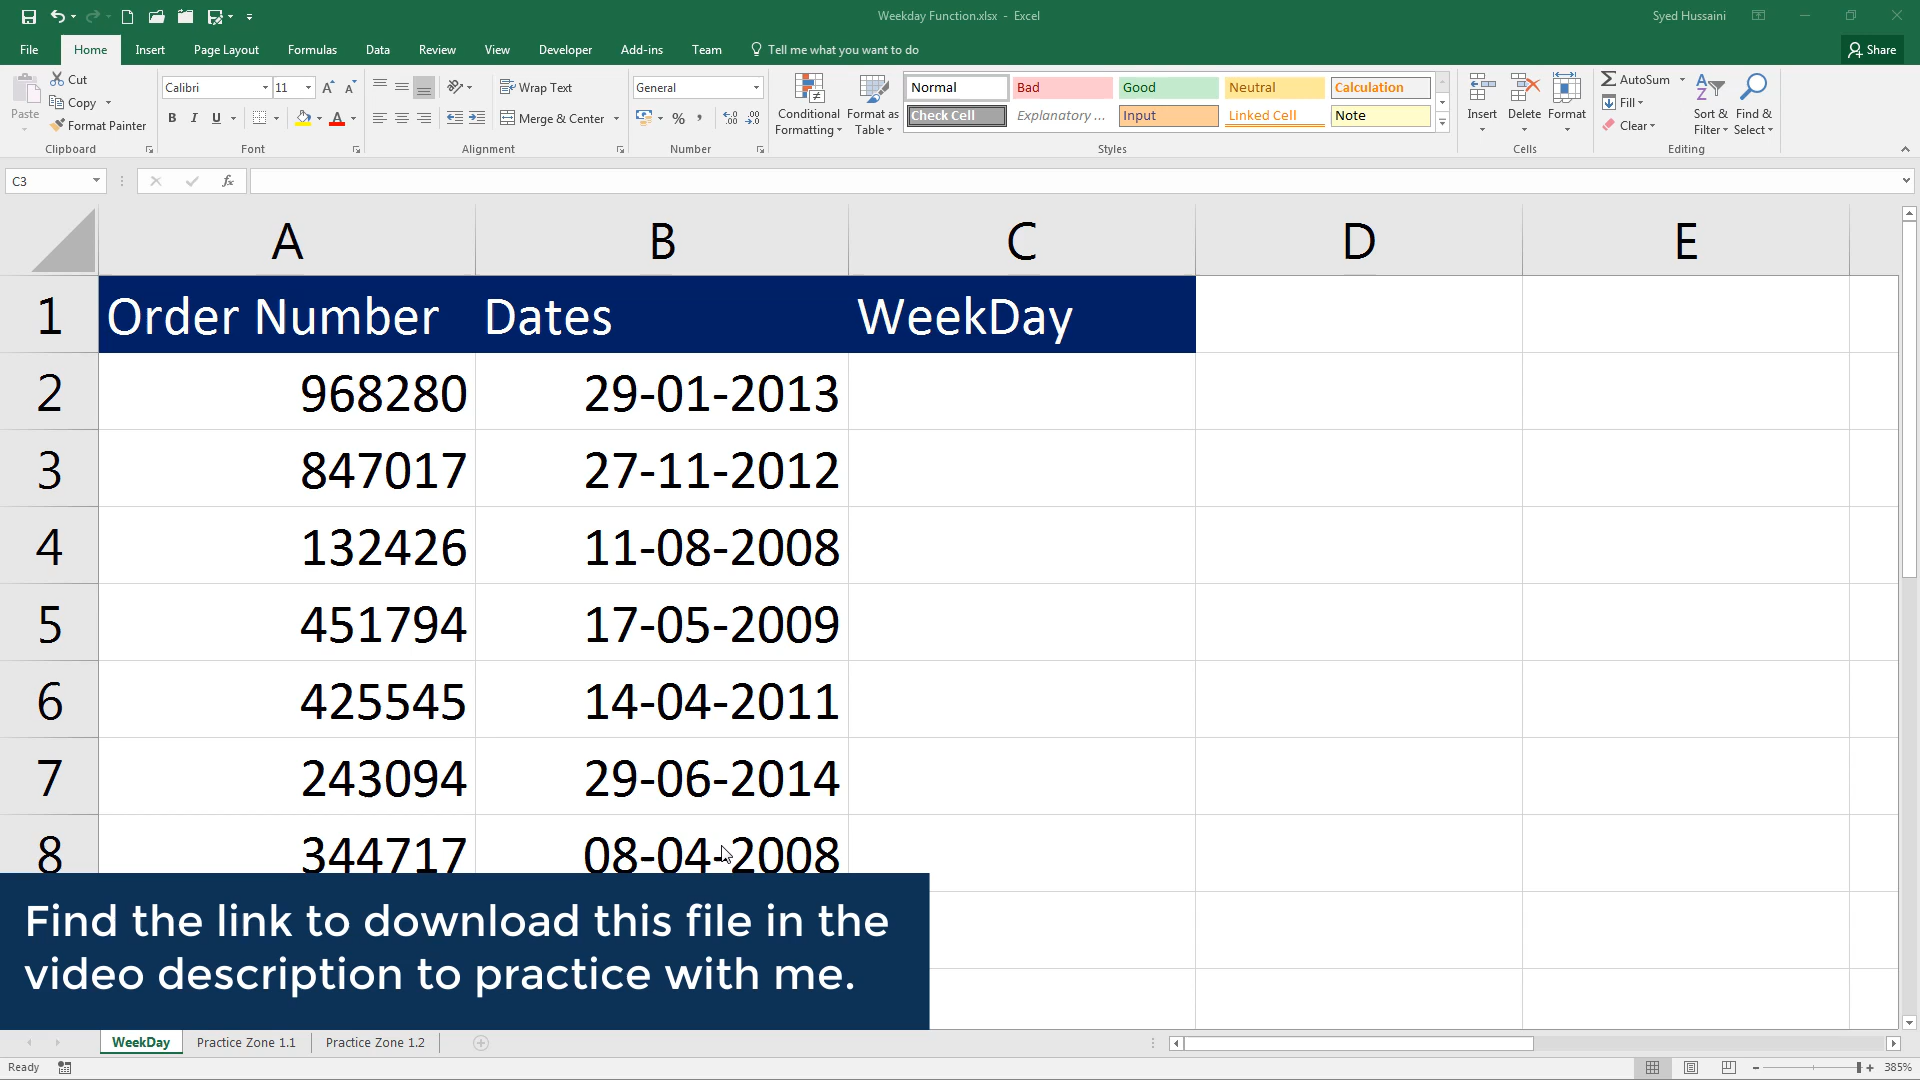 Weekday Function.xlsx - Excel
Syed Hussaini
File Home Insert Page Layout Formulas Data Review View Developer Add-ins Team Tell me what you want to do Share
Paste
Cut
Copy
Format Painter
Clipboard
Calibri 11
B I U
Font
Wrap Text
Merge & Center
Alignment
General
Number
Conditional Formatting
Format as Table
Normal Bad Good Neutral Calculation
Check Cell Explanatory ... Input Linked Cell Note
Styles
Insert Delete Format
Cells
AutoSum
Fill
Clear
Sort & Filter
Find & Select
Editing
C3 fx
A B C D E
1 Order Number Dates WeekDay
2 968280 29-01-2013
3 847017 27-11-2012
4 132426 11-08-2008
5 451794 17-05-2009
6 425545 14-04-2011
7 243094 29-06-2014
8 344717 08-04-2008
Find the link to download this file in the
video description to practice with me.
WeekDay Practice Zone 1.1 Practice Zone 1.2
Ready
385%